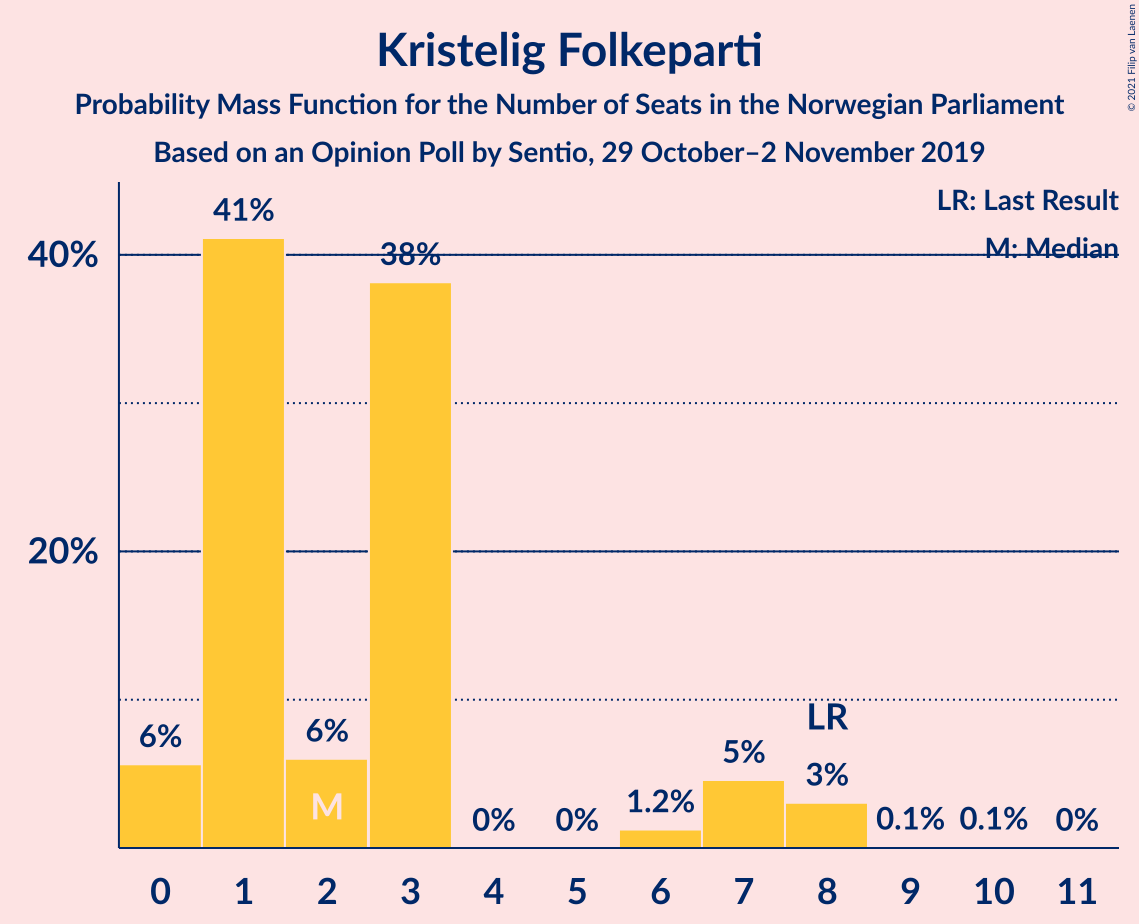 © 2021 Filip van Laenen
Kristelig Folkeparti
Probability Mass Function for the Number of Seats in the Norwegian Parliament
Based on an Opinion Poll by Sentio, 29 October–2 November 2019
LR: Last Result
M: Median
41%
40%
38%
20%
LR
6%
6%
5%
3%
M
1.2%
0%
0%
0.1%
0.1%
0%
0 1 2 3 4 5 6 7 8 9 10 11